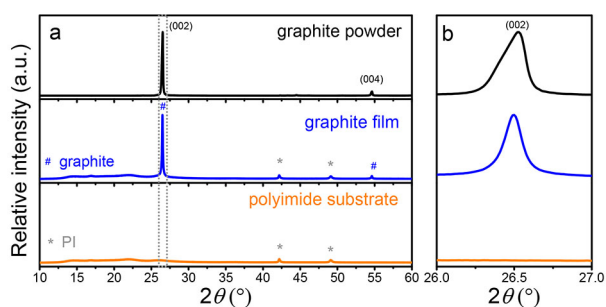 a
(002)
graphite powder
(004)
b
(002)
#
graphite film
# graphite
*
*
#
polyimide substrate
* PI
*
*
Relative intensity (a.u.)
10 15 20 25 30 35 40 45 50 55 60
26.0 26.5 27.0
2θ (°)
2θ (°)